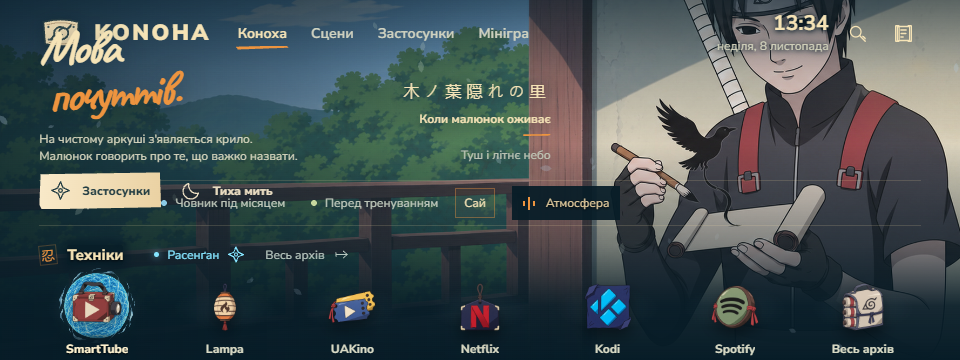 KONOHA
Коноха
Сцени
Застосунки
Мінігра
13:34
неділя, 8 листопада
Мова
почуттів.
木ノ葉隠れの里
Коли малюнок оживає
На чистому аркуші з'являється крило.
Малюнок говорить про те, що важко назвати.
Туш і літнє небо
Застосунки
Тиха мить
Човник під місяцем
Перед тренуванням
Сай
Атмосфера
忍
Техніки
Расенґан
Весь архів
SmartTube
Lampa
UAKino
N
Netflix
Kodi
Spotify
Весь архів